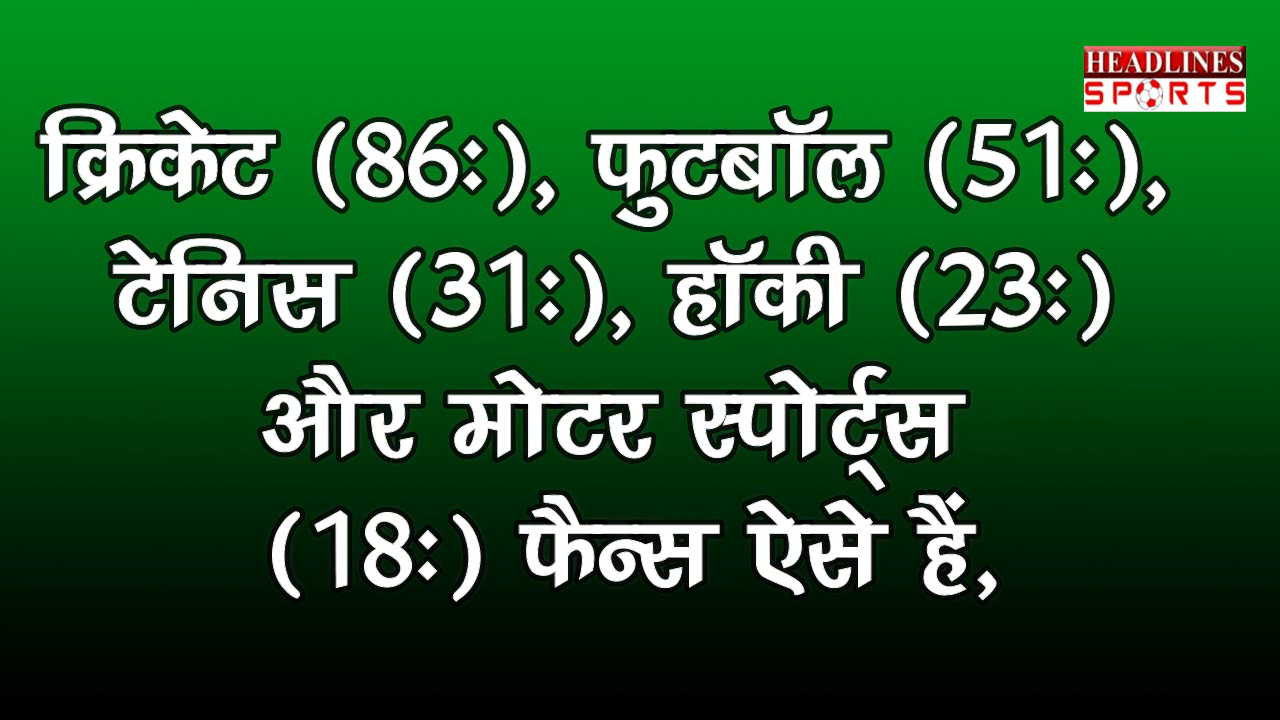 HEADLINES
SPORTS
क्रिकेट (86ः), फुटबॉल (51ः),
टेनिस (31ः), हॉकी (23ः)
और मोटर स्पोर्ट्स
(18ः) फैन्स ऐसे हैं,